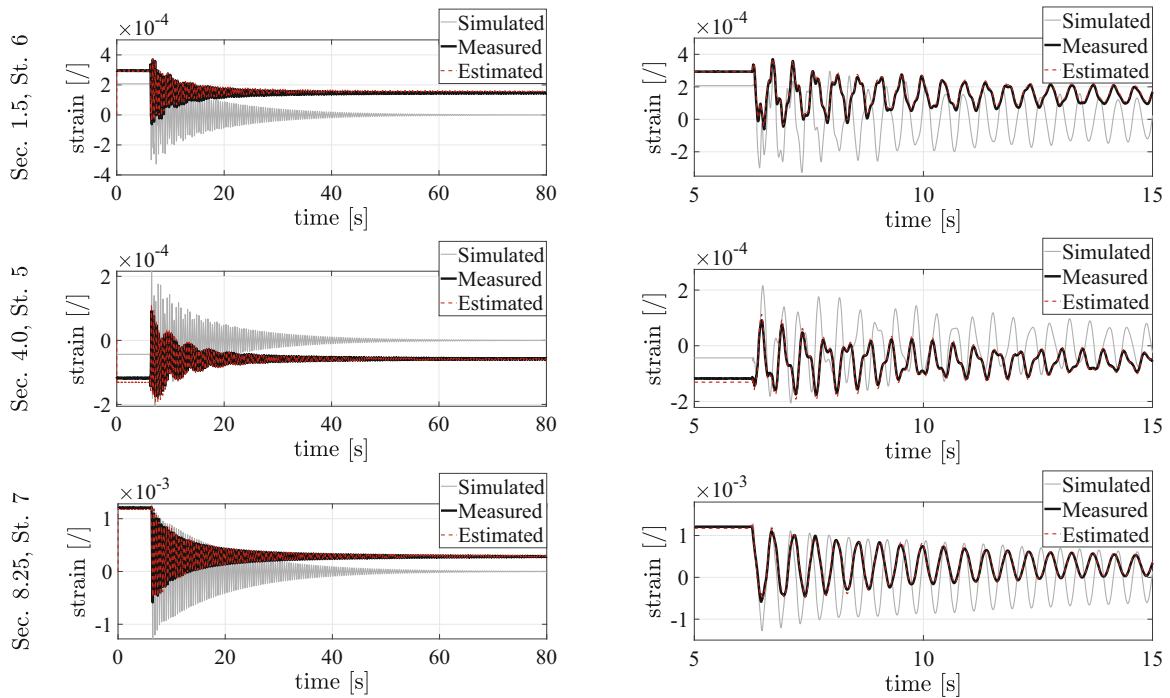 Sec. 1.5, St. 6
×10⁻⁴
Simulated
Measured
Estimated
strain [/]
4
2
0
-2
-4
0 20 40 60 80
time [s]
×10⁻⁴
Simulated
Measured
Estimated
strain [/]
4
2
0
-2
5 10 15
time [s]
Sec. 4.0, St. 5
×10⁻⁴
Simulated
Measured
Estimated
strain [/]
2
0
-2
0 20 40 60 80
time [s]
×10⁻⁴
Simulated
Measured
Estimated
strain [/]
2
0
-2
5 10 15
time [s]
Sec. 8.25, St. 7
×10⁻³
Simulated
Measured
Estimated
strain [/]
1
0
-1
0 20 40 60 80
time [s]
×10⁻³
Simulated
Measured
Estimated
strain [/]
1
0
-1
5 10 15
time [s]